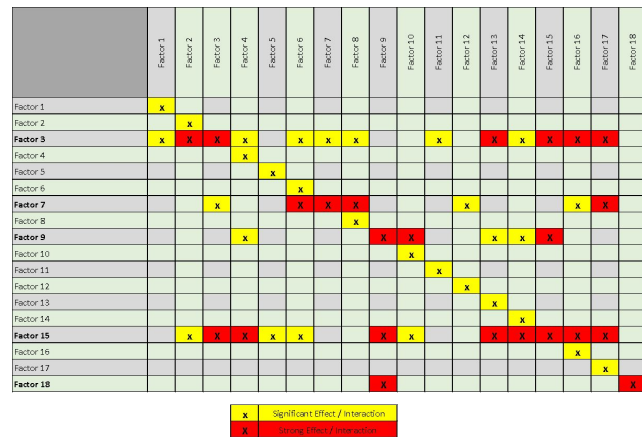 Factor 1 Factor 2 Factor 3 Factor 4 Factor 5 Factor 6 Factor 7 Factor 8 Factor 9 Factor 10 Factor 11 Factor 12 Factor 13 Factor 14 Factor 15 Factor 16 Factor 17 Factor 18
Factor 1 x
Factor 2 x
Factor 3 x X X x x x x x X x X X X
Factor 4 x
Factor 5 x
Factor 6 x
Factor 7 x X X X x x X
Factor 8 x
Factor 9 x X X x x X
Factor 10 x
Factor 11 x
Factor 12 x
Factor 13 x
Factor 14 x
Factor 15 x X X x x X x X X X X X
Factor 16 x
Factor 17 x
Factor 18 X X
x Significant Effect / Interaction
X Strong Effect / Interaction